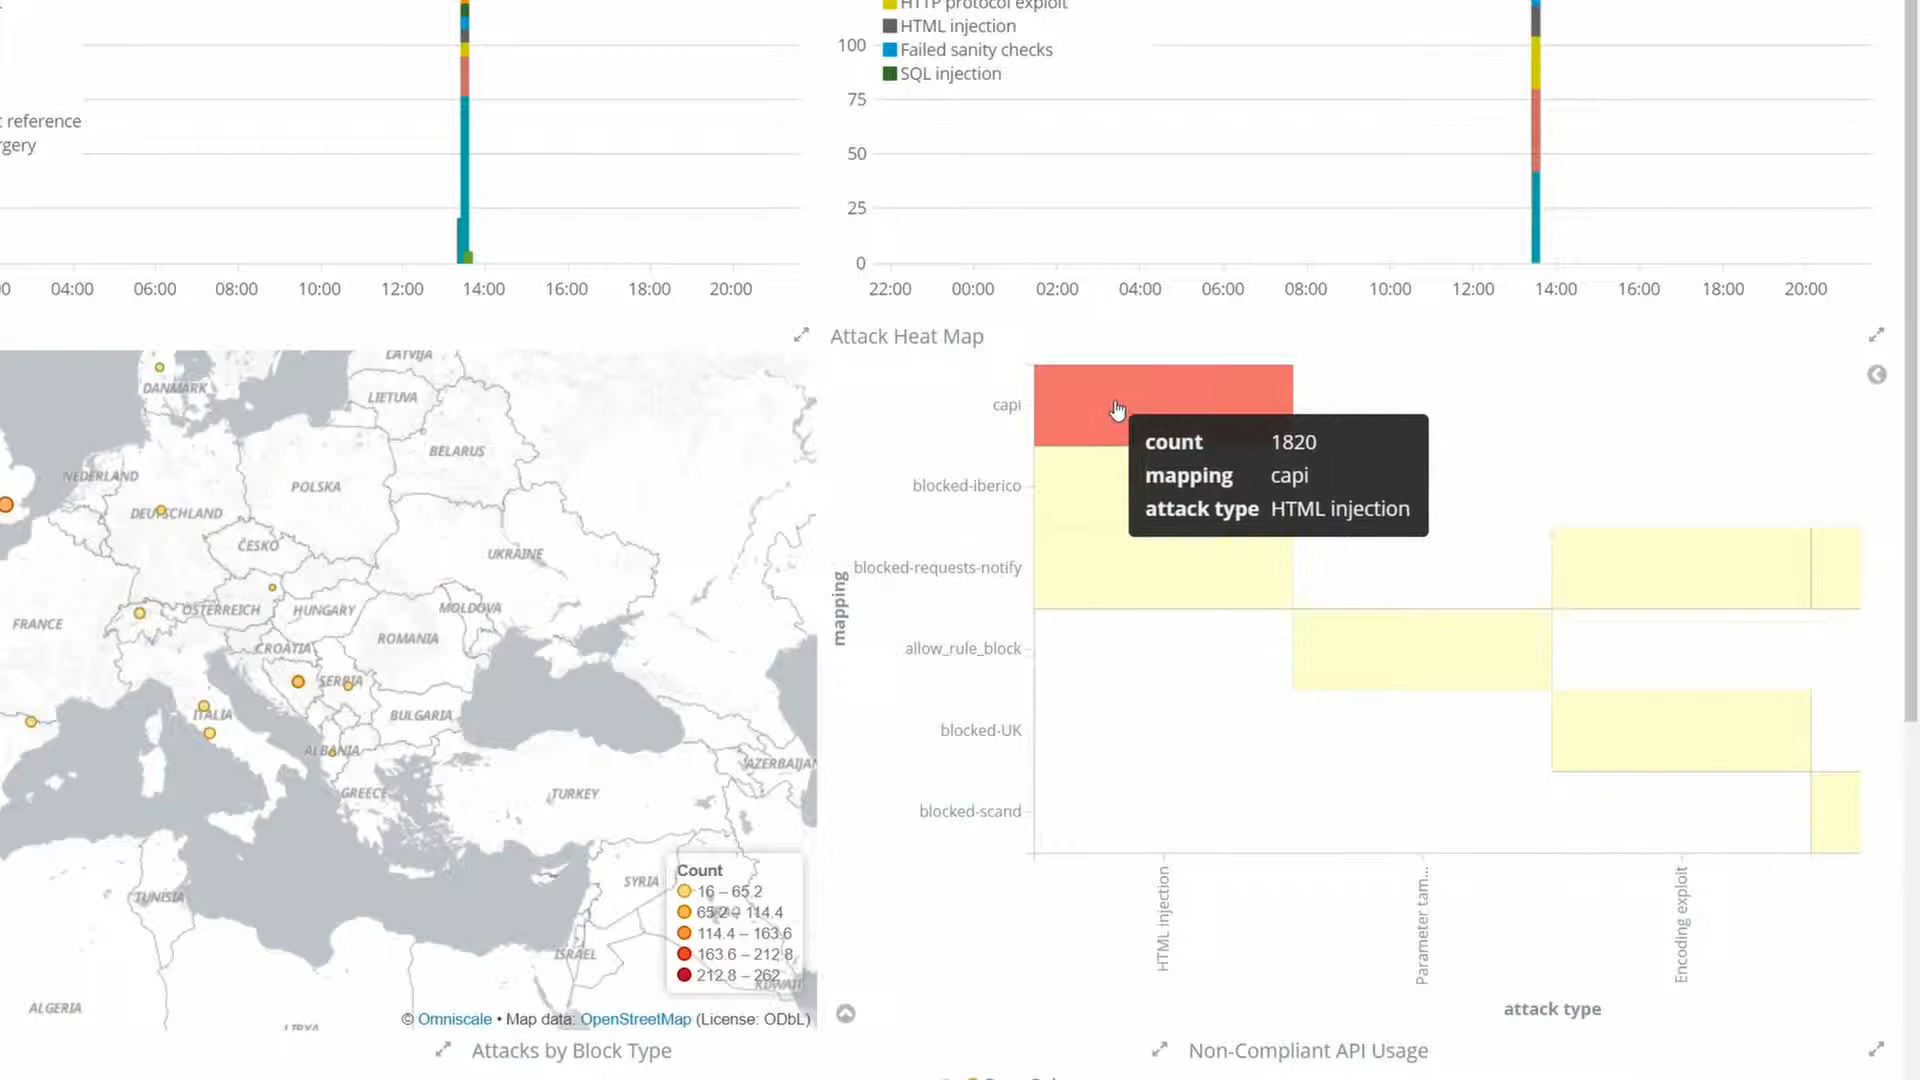 HTTP protocol exploit
HTML injection
Failed sanity checks
SQL injection
reference
100
75
50
25
0
04:00 06:00 08:00 10:00 12:00 14:00 16:00 18:00 20:00
22:00 00:00 02:00 04:00 06:00 08:00 10:00 12:00 14:00 16:00 18:00 20:00
Attack Heat Map
LATVIJA
DANMARK
LIETUVA
BELARUS
NEDERLAND
POLSKA
DEUTSCHLAND
ČESKO
UKRAINE
FRANCE
ÖSTERREICH
HUNGARY
MOLDOVA
CROATIA
ROMANIA
SERBIA
ITALIA
BULGARIA
ALBANIA
AZERBAIJAN
GREECE
TURKEY
TUNISIA
SYRIA
ISRAEL
ALGERIA
LIBYA
KUWAIT
Count
16 – 65.2
65.2 – 114.4
114.4 – 163.6
163.6 – 212.8
212.8 – 262
© Omniscale • Map data: OpenStreetMap (License: ODbL)
mapping
capi
blocked-iberico
blocked-requests-notify
allow_rule_block
blocked-UK
blocked-scand
count 1820
mapping capi
attack type HTML injection
HTML injection
Parameter tam...
Encoding exploit
attack type
Attacks by Block Type
Non-Compliant API Usage